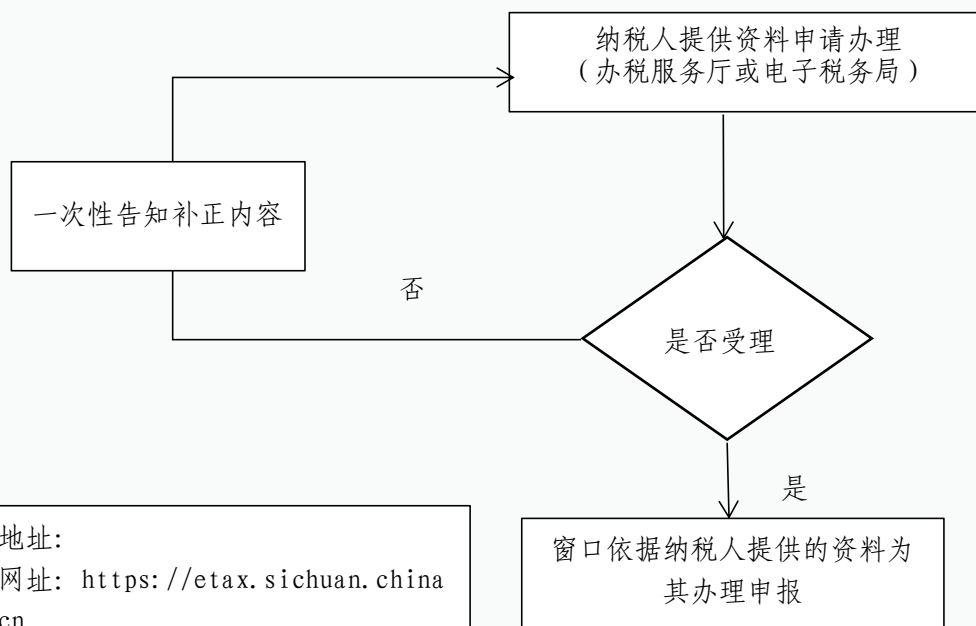 纳税人提供资料申请办理
（办税服务厅或电子税务局）
一次性告知补正内容
否
是否受理
是
地址:
网址: https://etax.sichuan.china
cn
窗口依据纳税人提供的资料为
其办理申报